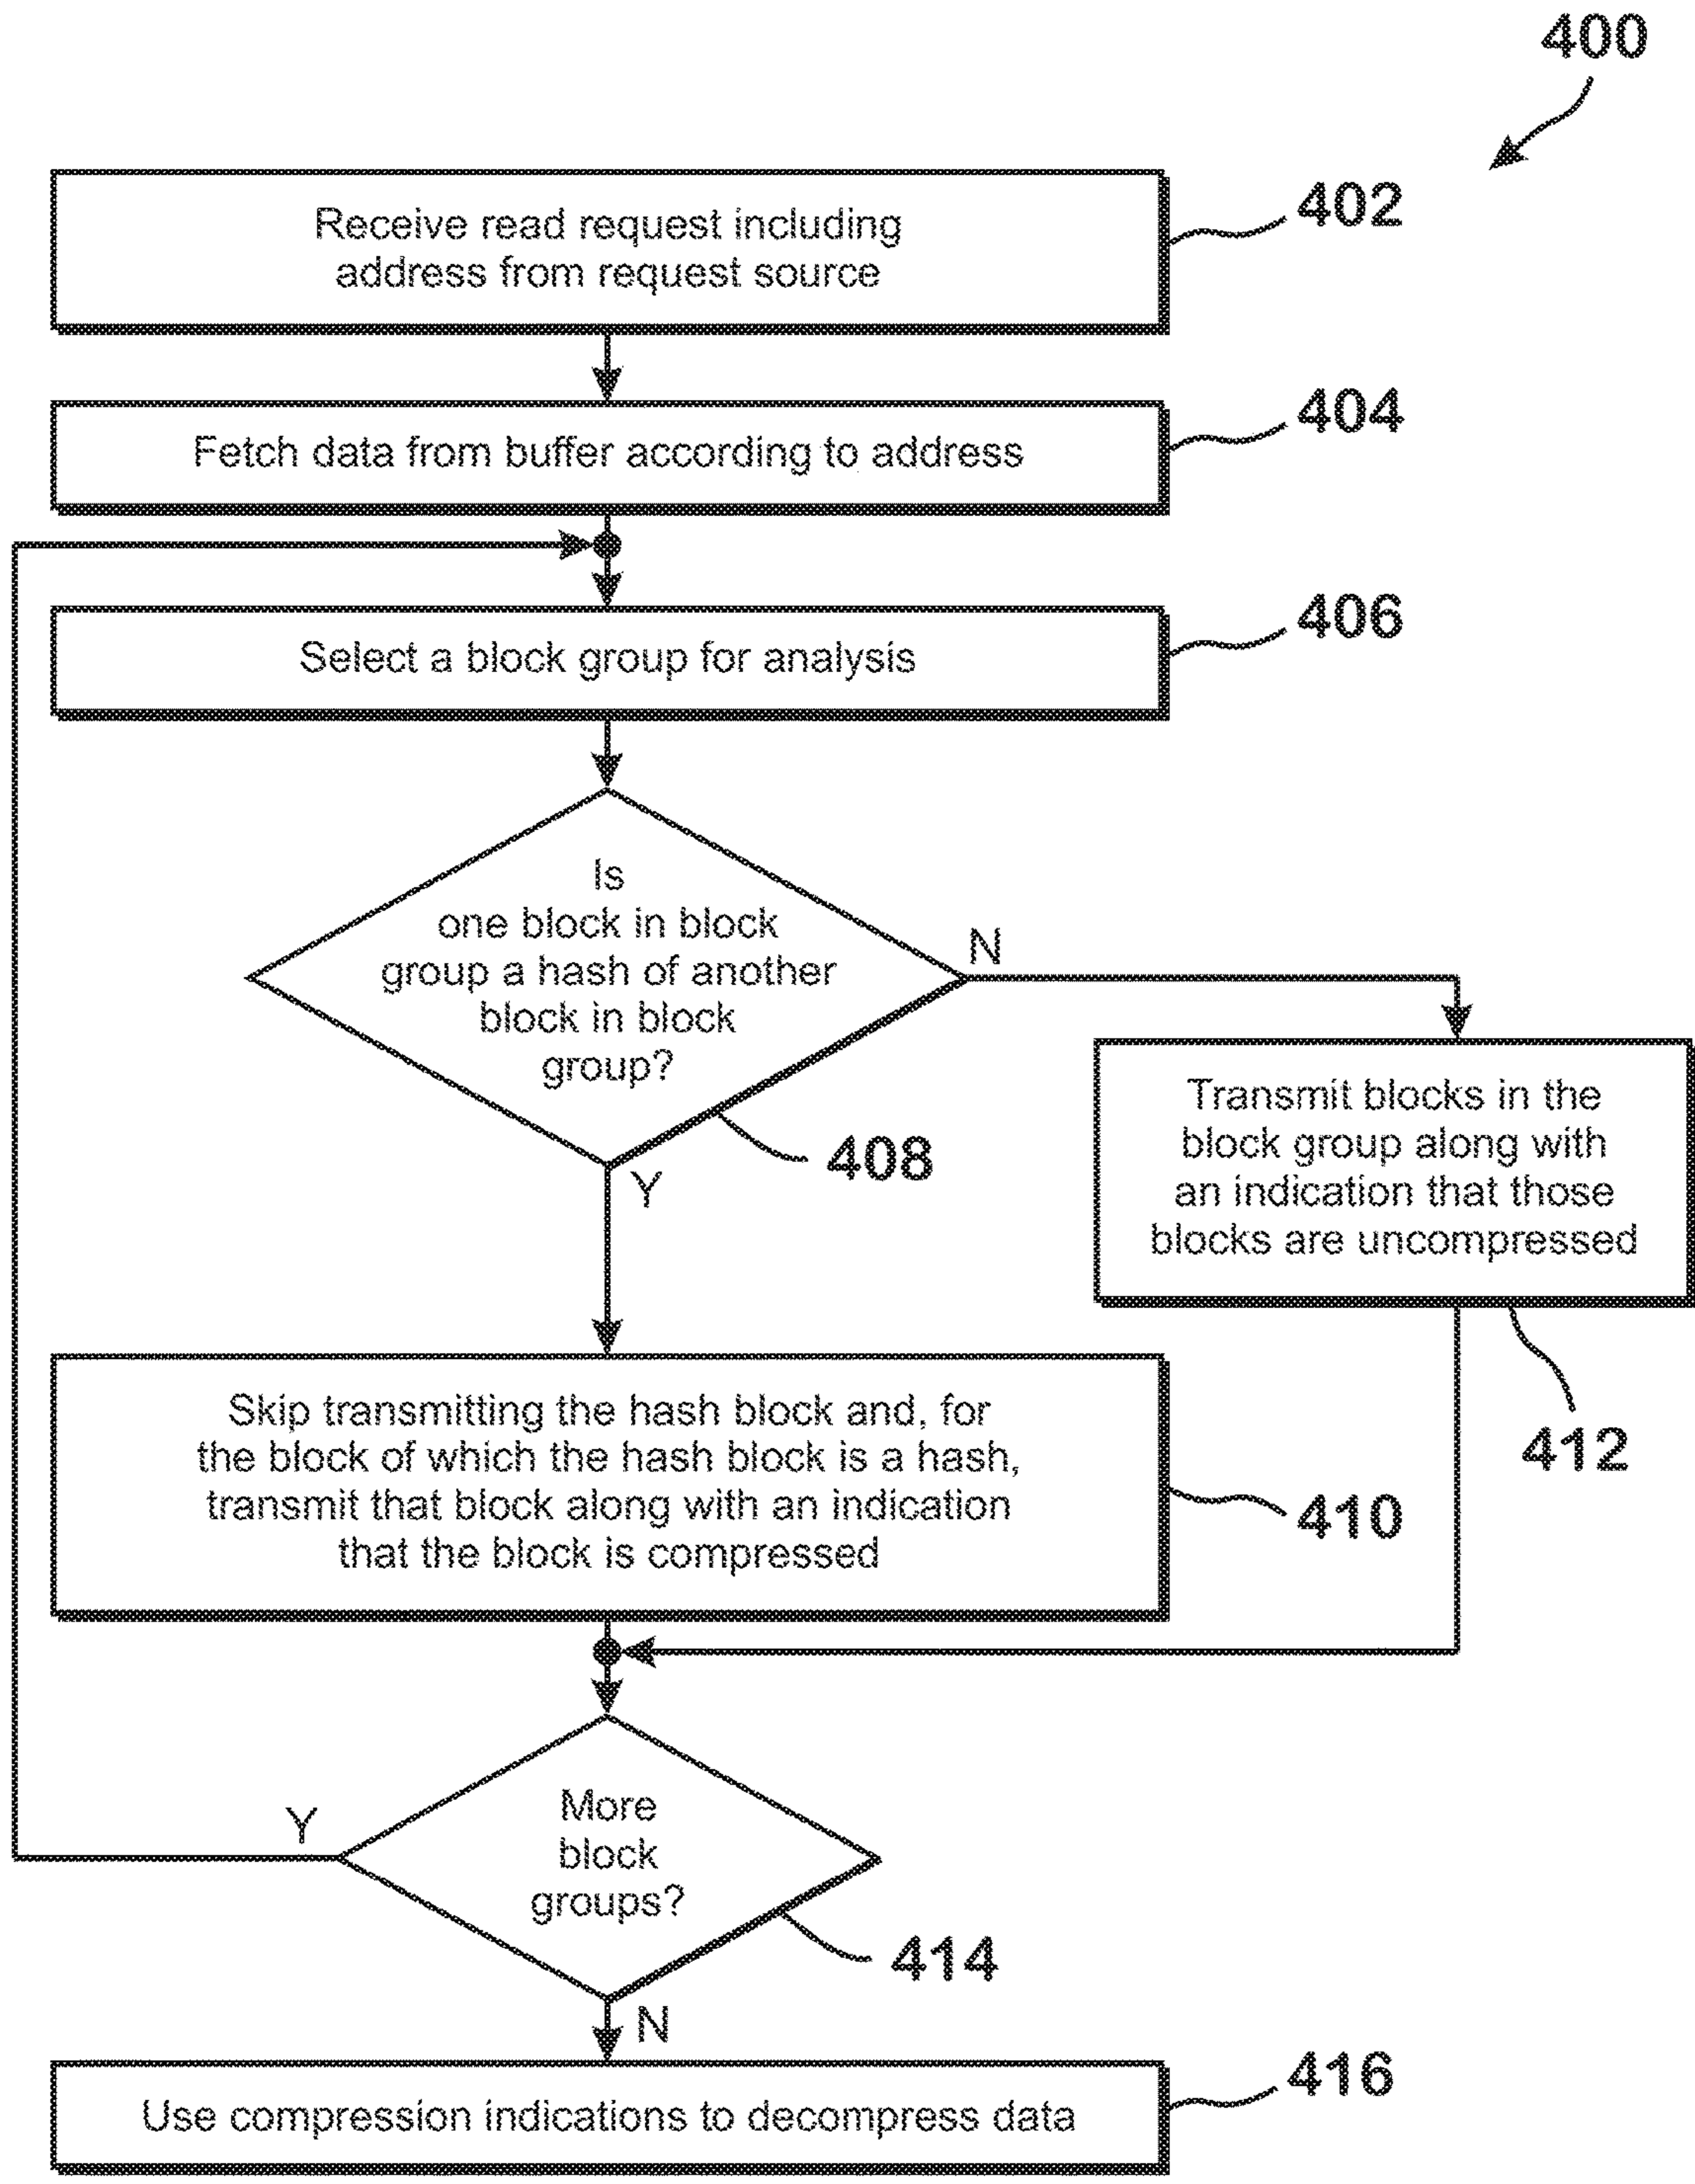 400
Receive read request including
address from request source
402
Fetch data from buffer according to address
404
Select a block group for analysis
406
Is
one block in block
group a hash of another
block in block
group?
N
408
Y
Transmit blocks in the
block group along with
an indication that those
blocks are uncompressed
412
Skip transmitting the hash block and, for
the block of which the hash block is a hash,
transmit that block along with an indication
that the block is compressed
410
More
block
groups?
Y
414
N
Use compression indications to decompress data
416